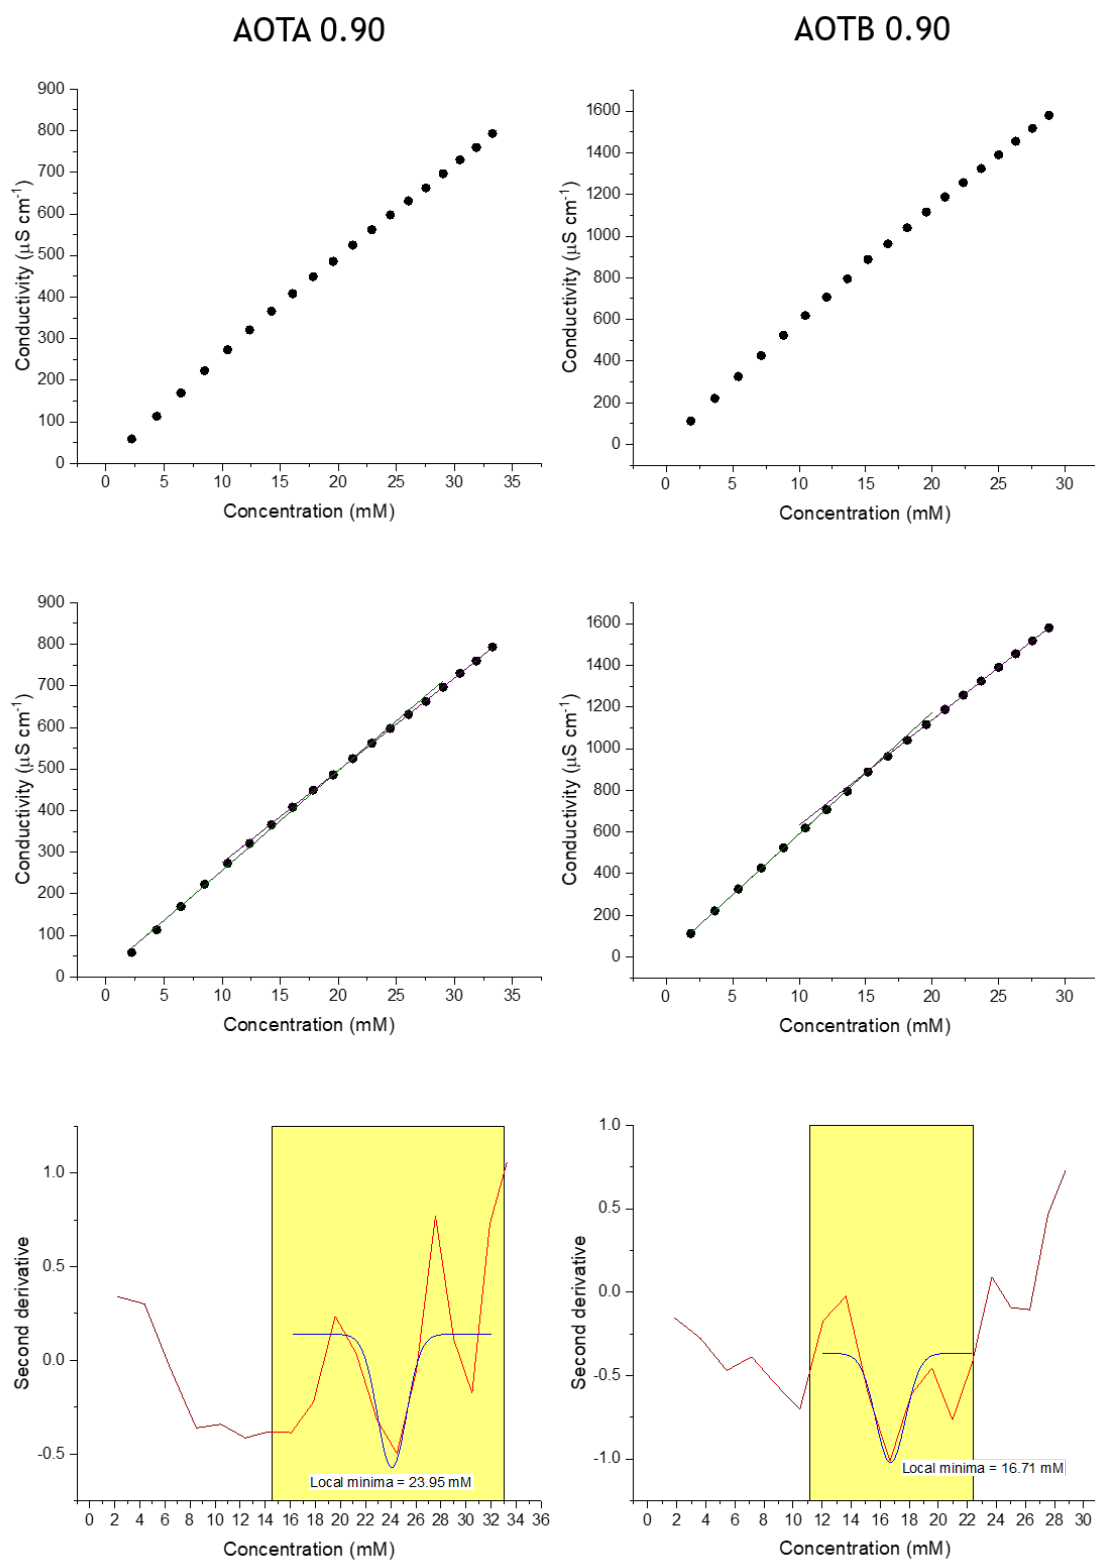 AOTA 0.90
AOTB 0.90
900
800
700
600
500
400
300
200
100
0
Conductivity (μS cm⁻¹)
0 5 10 15 20 25 30 35
Concentration (mM)
1600
1400
1200
1000
800
600
400
200
0
Conductivity (μS cm⁻¹)
0 5 10 15 20 25 30
Concentration (mM)
900
800
700
600
500
400
300
200
100
0
Conductivity (μS cm⁻¹)
0 5 10 15 20 25 30 35
Concentration (mM)
1600
1400
1200
1000
800
600
400
200
0
Conductivity (μS cm⁻¹)
0 5 10 15 20 25 30
Concentration (mM)
1.0
0.5
0.0
-0.5
Second derivative
Local minima = 23.95 mM
0 2 4 6 8 10 12 14 16 18 20 22 24 26 28 30 32 34 36
Concentration (mM)
1.0
0.5
0.0
-0.5
-1.0
Second derivative
Local minima = 16.71 mM
0 2 4 6 8 10 12 14 16 18 20 22 24 26 28 30
Concentration (mM)